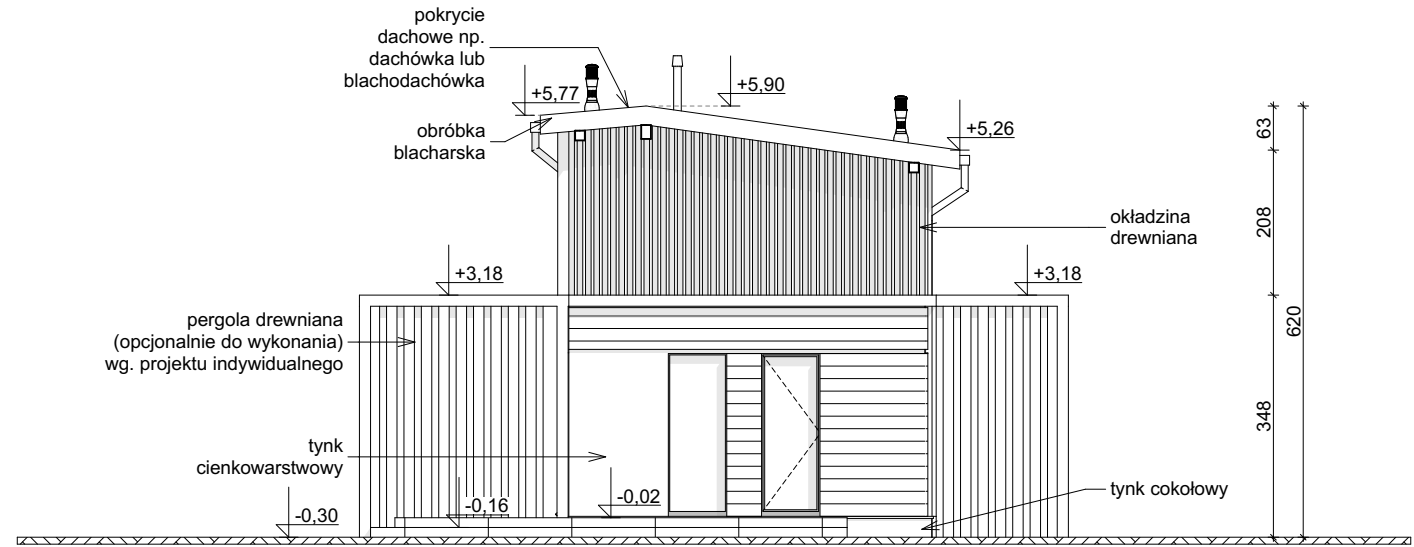 pokrycie
dachowe np.
dachówka lub
blachodachówka
+5,77
+5,90
obróbka
blacharska
+5,26
63
208
okładzina
drewniana
+3,18
+3,18
pergola drewniana
(opcjonalnie do wykonania)
wg. projektu indywidualnego
620
348
tynk
cienkowarstwowy
tynk cokołowy
-0,02
-0,16
-0,30